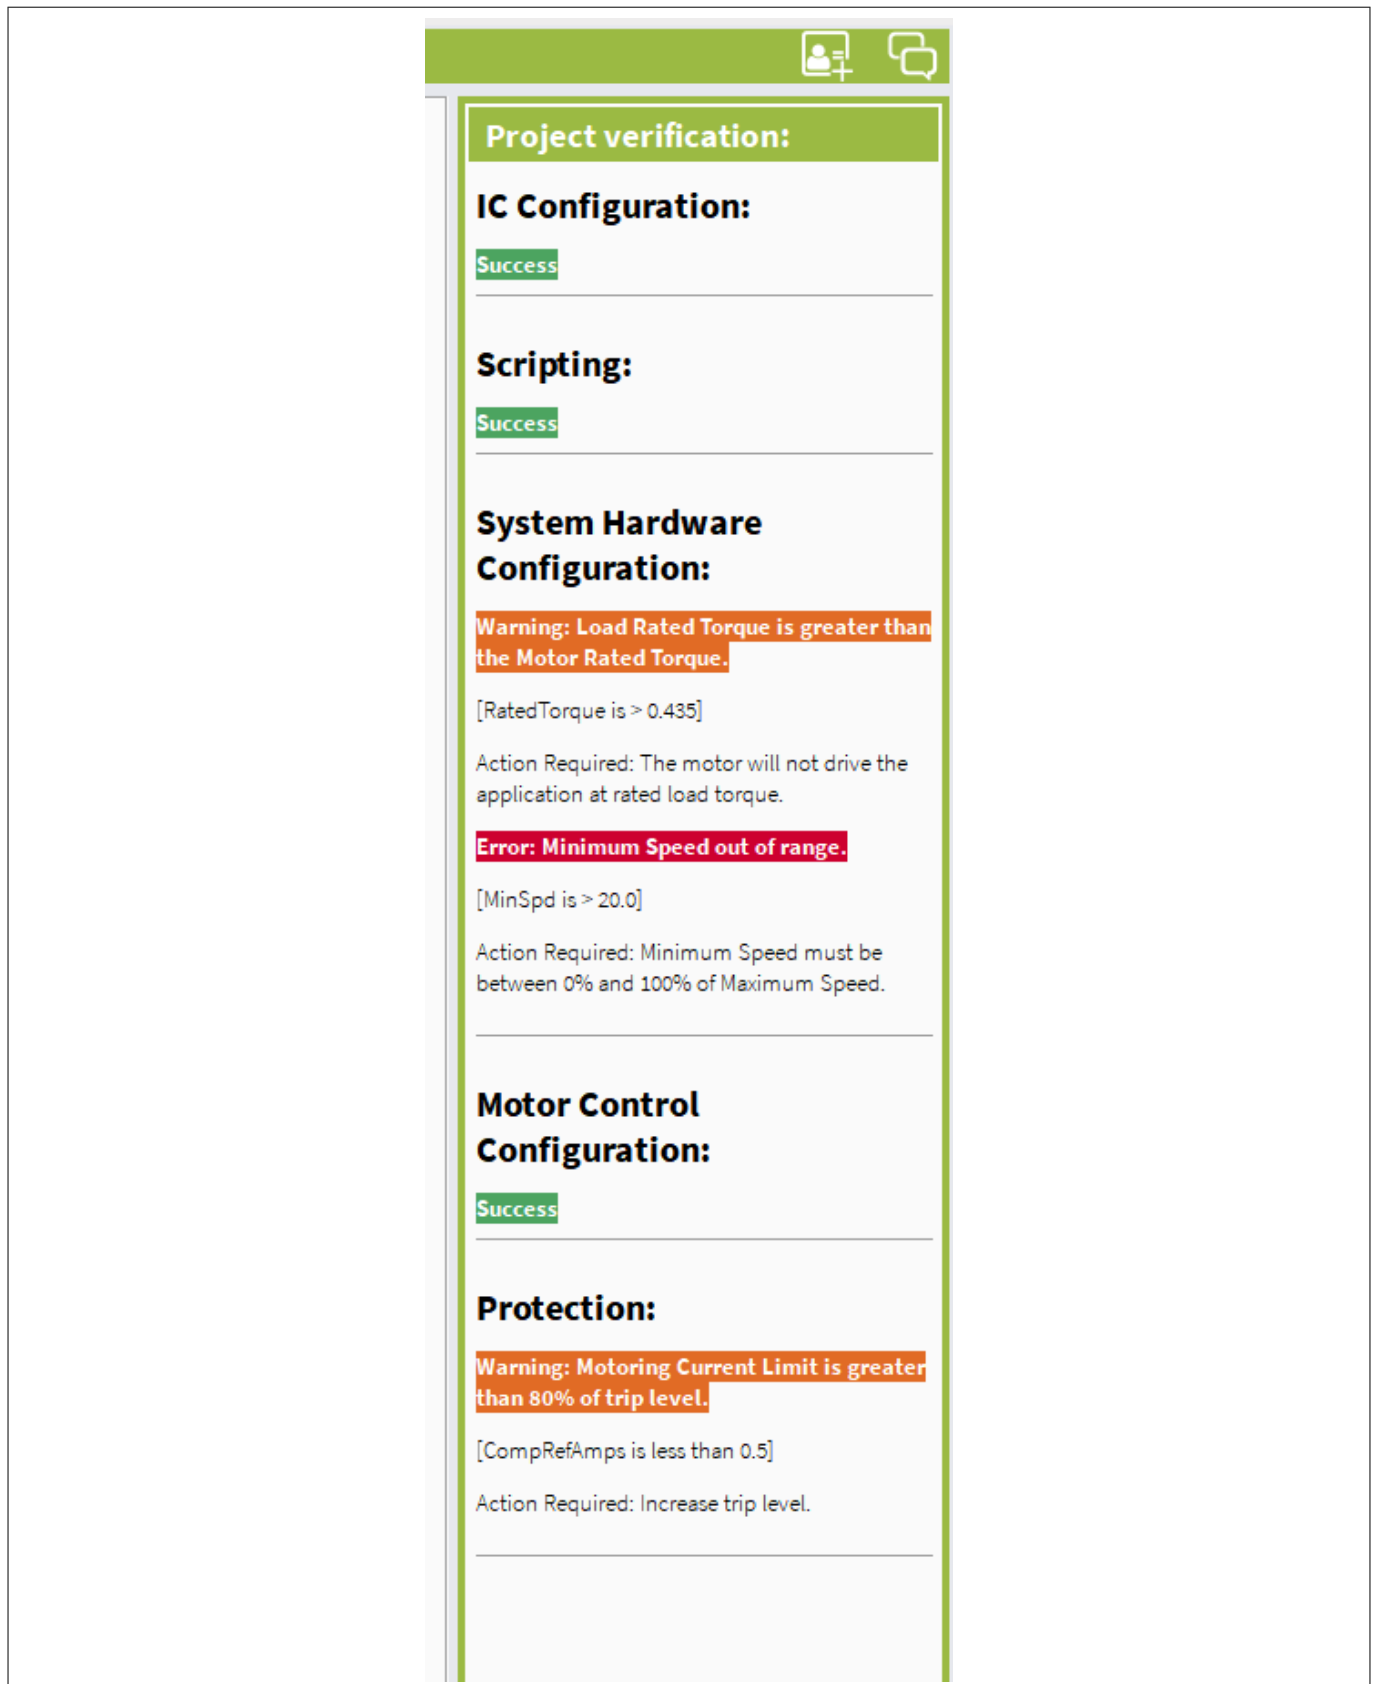 Project verification:
IC Configuration:
Success
Scripting:
Success
System Hardware
Configuration:
Warning: Load Rated Torque is greater than
the Motor Rated Torque.
[RatedTorque is > 0.435]
Action Required: The motor will not drive the
application at rated load torque.
Error: Minimum Speed out of range.
[MinSpd is > 20.0]
Action Required: Minimum Speed must be
between 0% and 100% of Maximum Speed.
Motor Control
Configuration:
Success
Protection:
Warning: Motoring Current Limit is greater
than 80% of trip level.
[CompRefAmps is less than 0.5]
Action Required: Increase trip level.